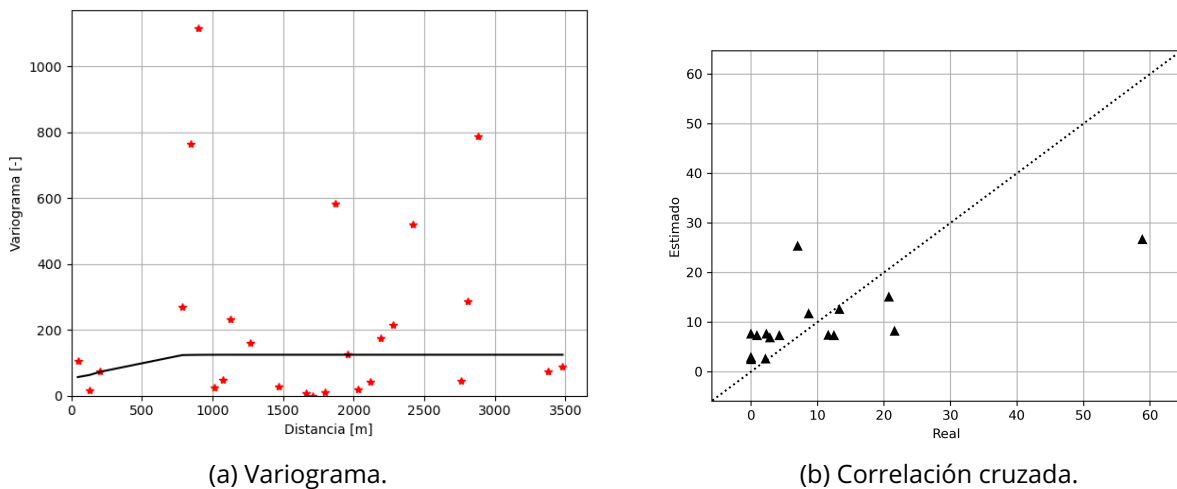 1000
800
600
400
200
0
Variograma [-]
0 500 1000 1500 2000 2500 3000 3500
Distancia [m]
(a) Variograma.
60
50
40
30
20
10
0
Estimado
0 10 20 30 40 50 60
Real
(b) Correlación cruzada.